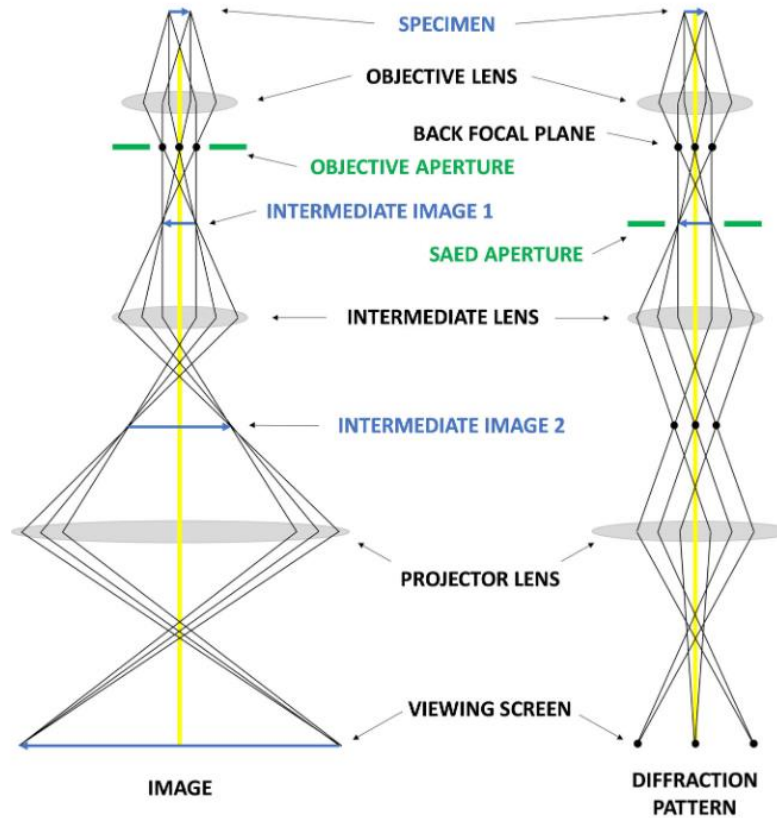 SPECIMEN
OBJECTIVE LENS
BACK FOCAL PLANE
OBJECTIVE APERTURE
INTERMEDIATE IMAGE 1
SAED APERTURE
INTERMEDIATE LENS
INTERMEDIATE IMAGE 2
PROJECTOR LENS
VIEWING SCREEN
IMAGE
DIFFRACTION
PATTERN